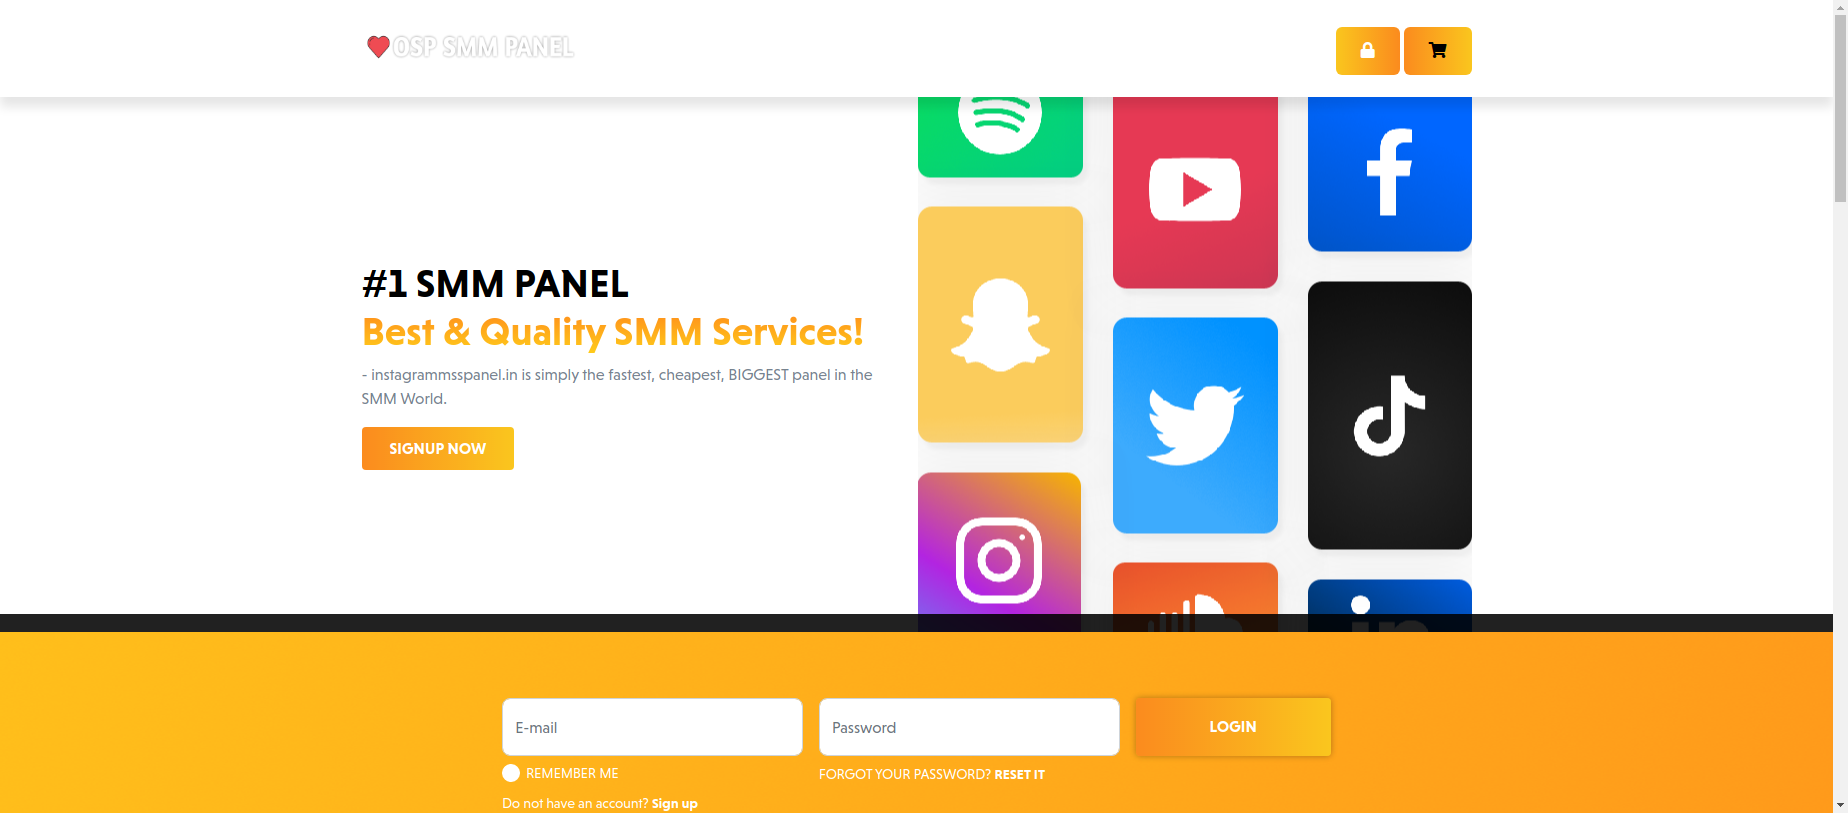 OSP SMM PANEL
#1 SMM PANEL
Best & Quality SMM Services!
- instagrammsspanel.in is simply the fastest, cheapest, BIGGEST panel in the
SMM World.
SIGNUP NOW
E-mail
Password
LOGIN
REMEMBER ME
FORGOT YOUR PASSWORD? RESET IT
Do not have an account? Sign up